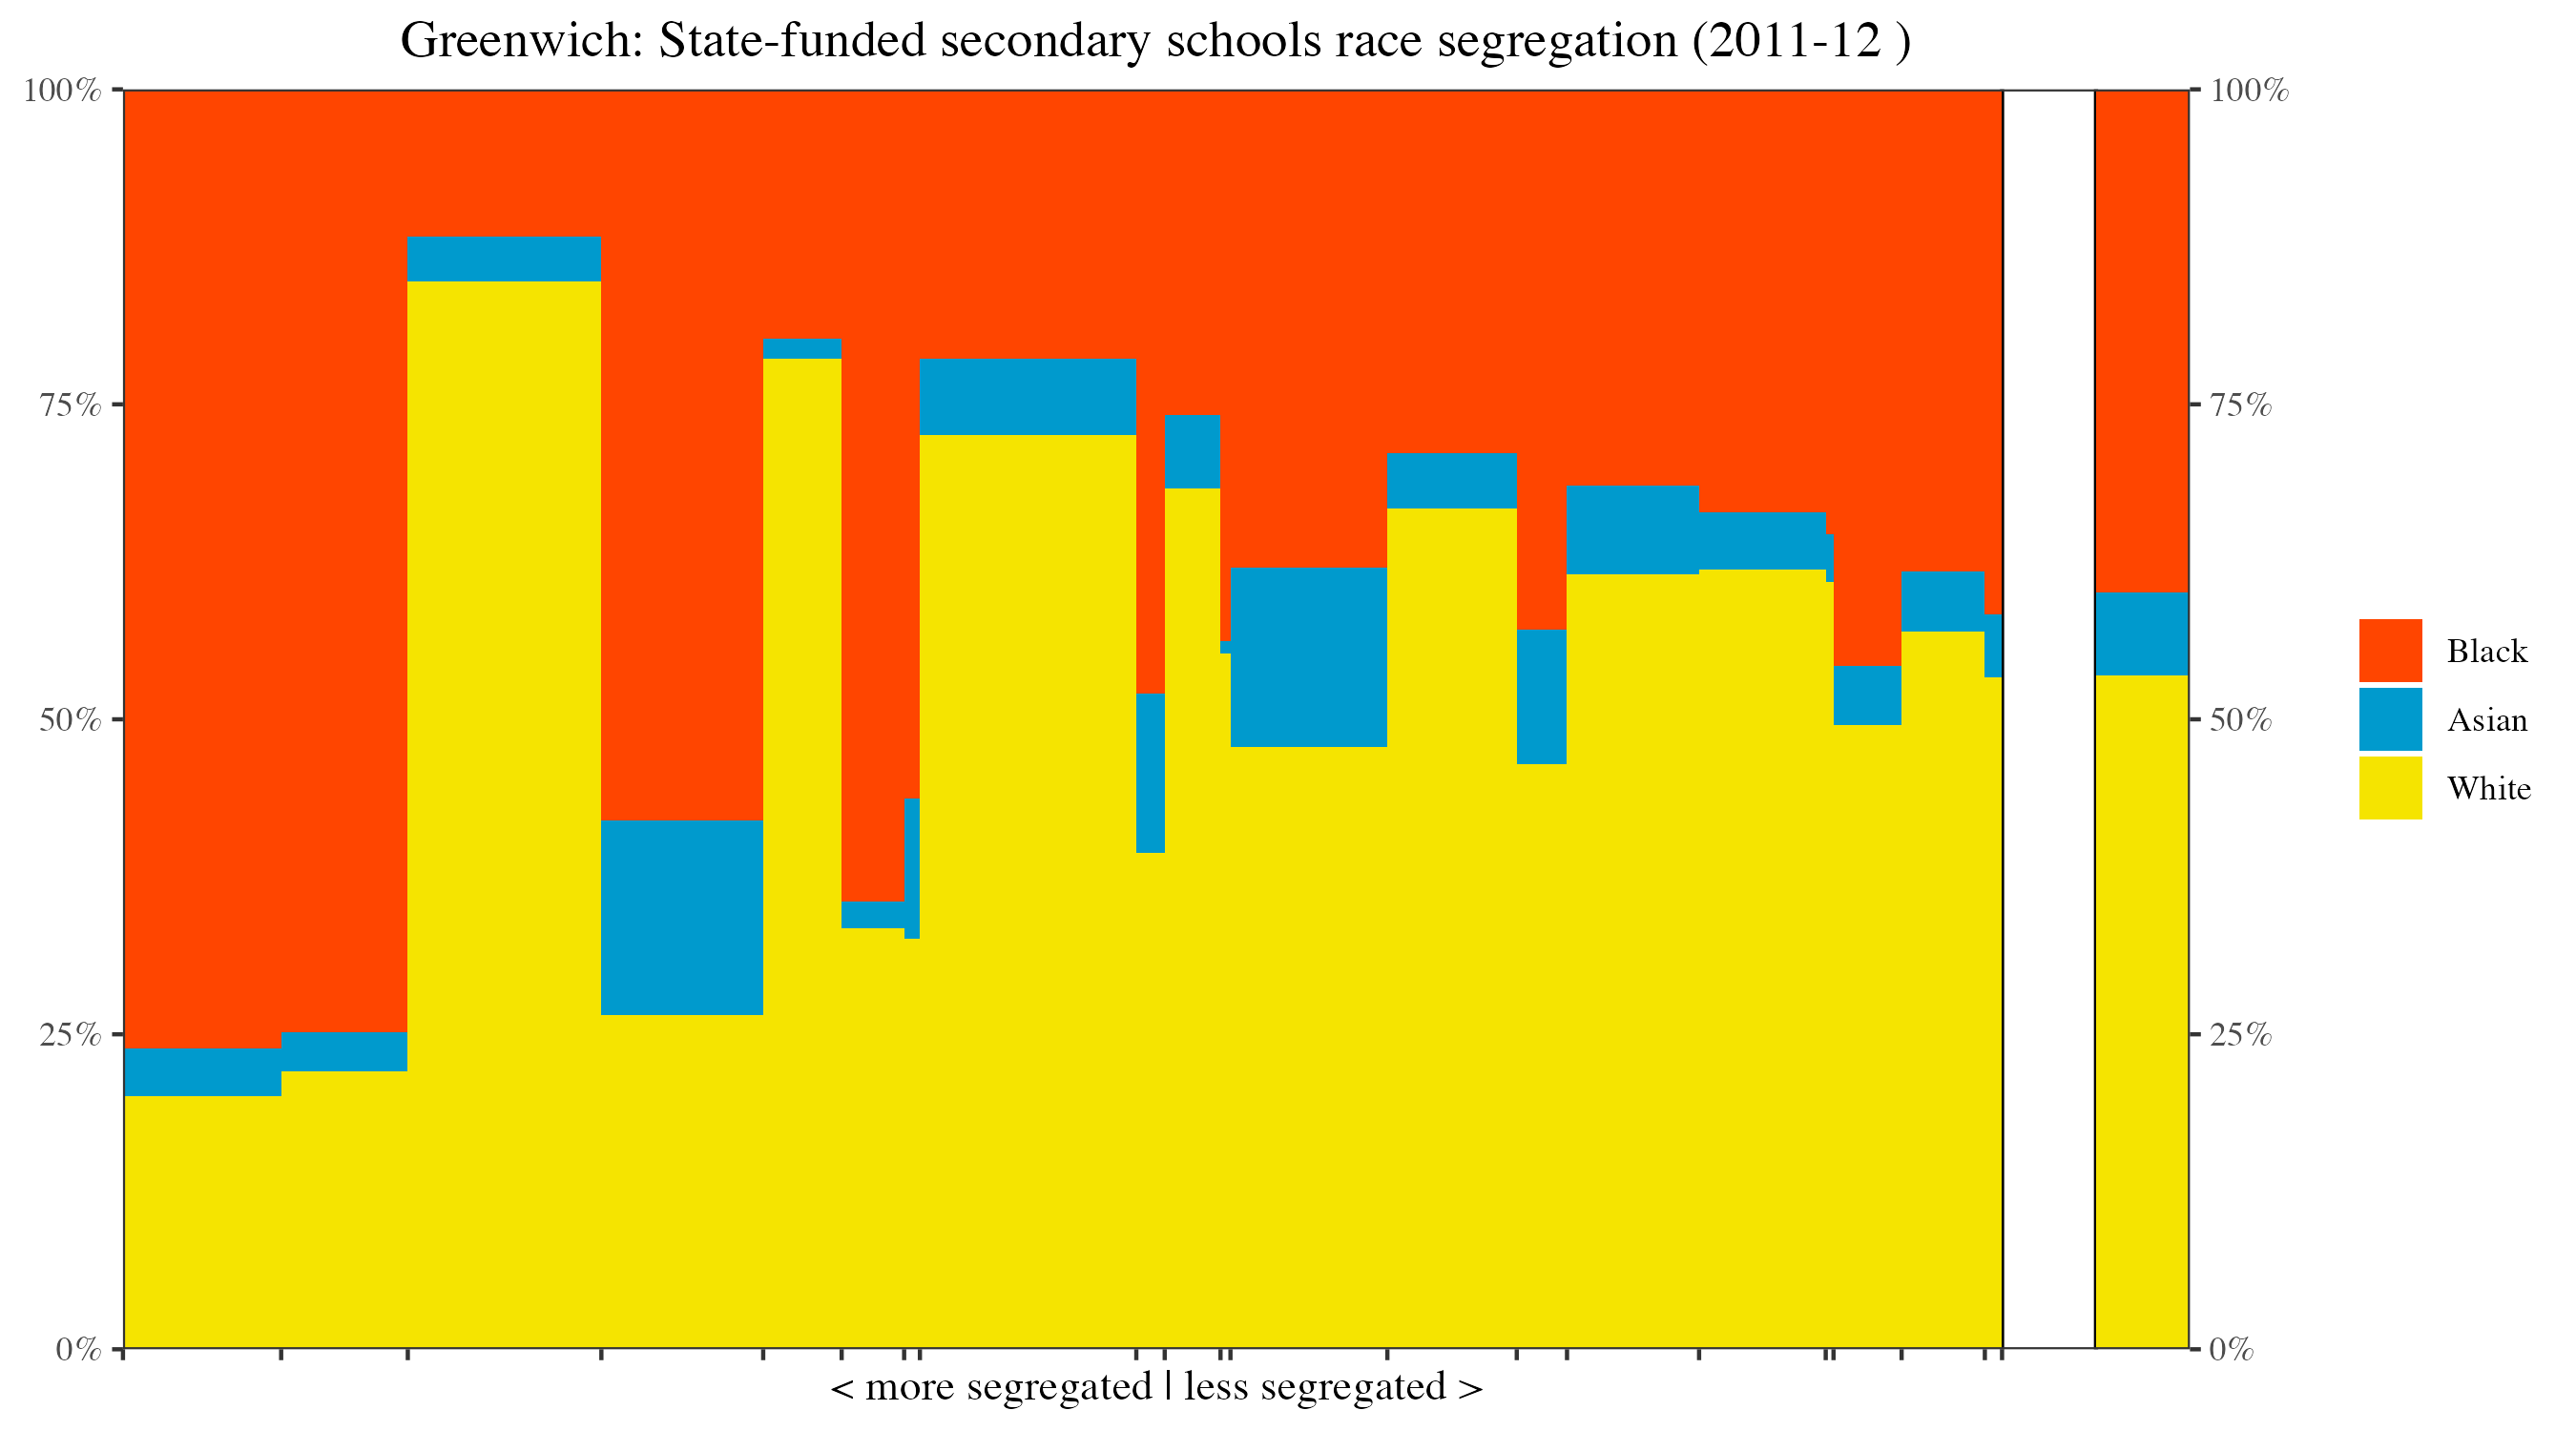 Greenwich: State-funded secondary schools race segregation (2011-12 )
100%
75%
50%
25%
0%
100%
75%
50%
25%
0%
Black
Asian
White
< more segregated | less segregated >